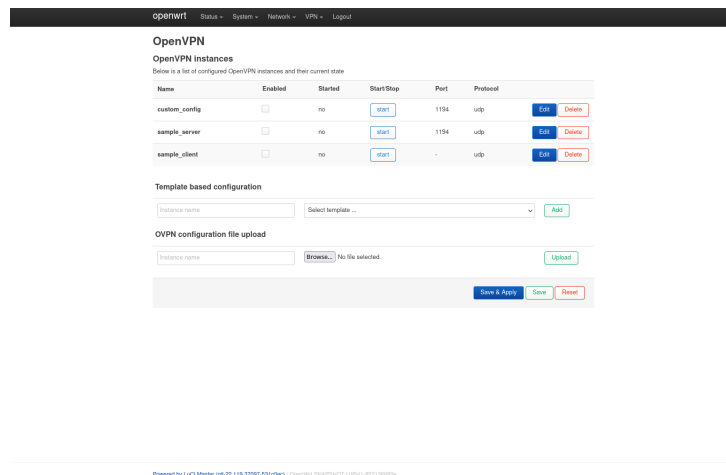 openwrt Status System Network VPN Logout
OpenVPN
OpenVPN instances
Below is a list of configured OpenVPN instances and their current state
Name Enabled Started Start/Stop Port Protocol
custom_config no start 1194 udp Edit Delete
sample_server no start 1194 udp Edit Delete
sample_client no start - udp Edit Delete
Template based configuration
Instance name Select template ... Add
OVPN configuration file upload
Instance name Browse... No file selected. Upload
Save & Apply Save Reset
Powered by LuCI Master